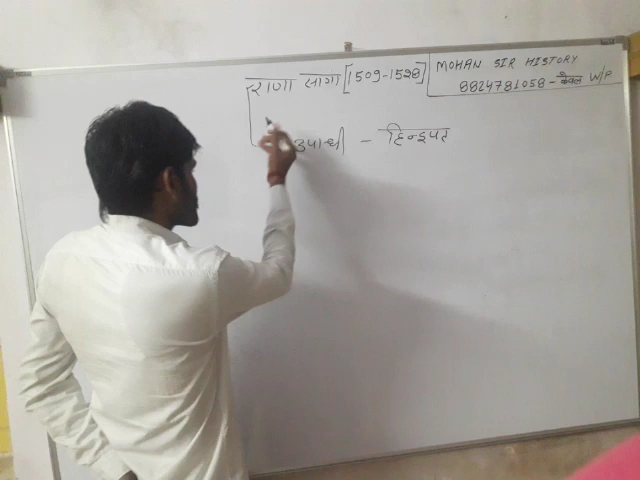 राणा सागा [1509-1528]
उपाधी - हिन्दुपत
MOHAN SIR HISTORY
8824781058 - केवल W/P